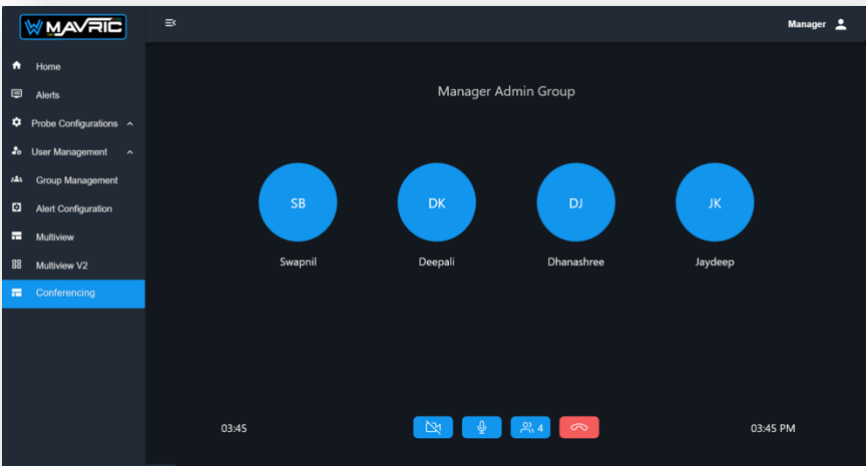 W MAVRIC
Manager
Home
Alerts
Probe Configurations
User Management
Group Management
Alert Configuration
Multiview
Multiview V2
Conferencing
Manager Admin Group
SB DK DJ JK
Swapnil Deepali Dhanashree Jaydeep
03:45 4 03:45 PM